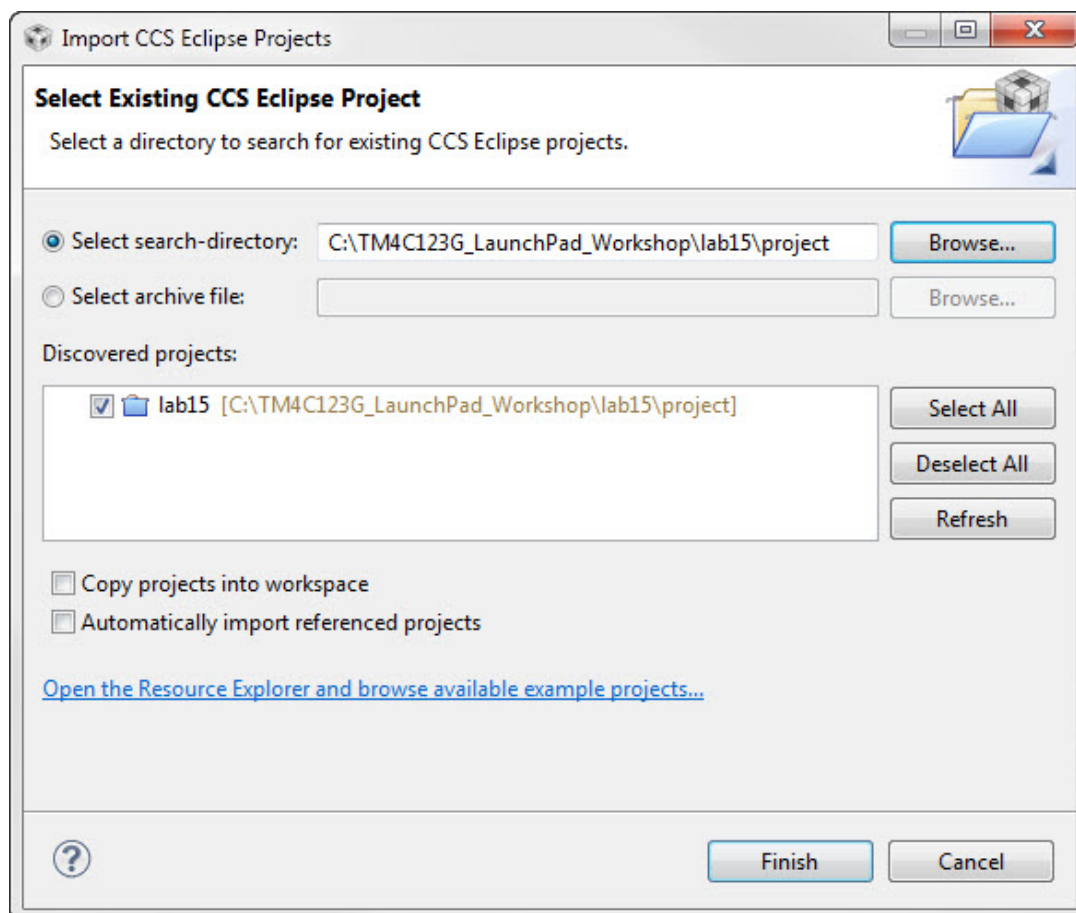 Import CCS Eclipse Projects
Select Existing CCS Eclipse Project
Select a directory to search for existing CCS Eclipse projects.
Select search-directory: C:\TM4C123G_LaunchPad_Workshop\lab15\project Browse...
Select archive file: Browse...
Discovered projects:
lab15 [C:\TM4C123G_LaunchPad_Workshop\lab15\project] Select All
Deselect All
Refresh
Copy projects into workspace
Automatically import referenced projects
Open the Resource Explorer and browse available example projects...
? Finish Cancel